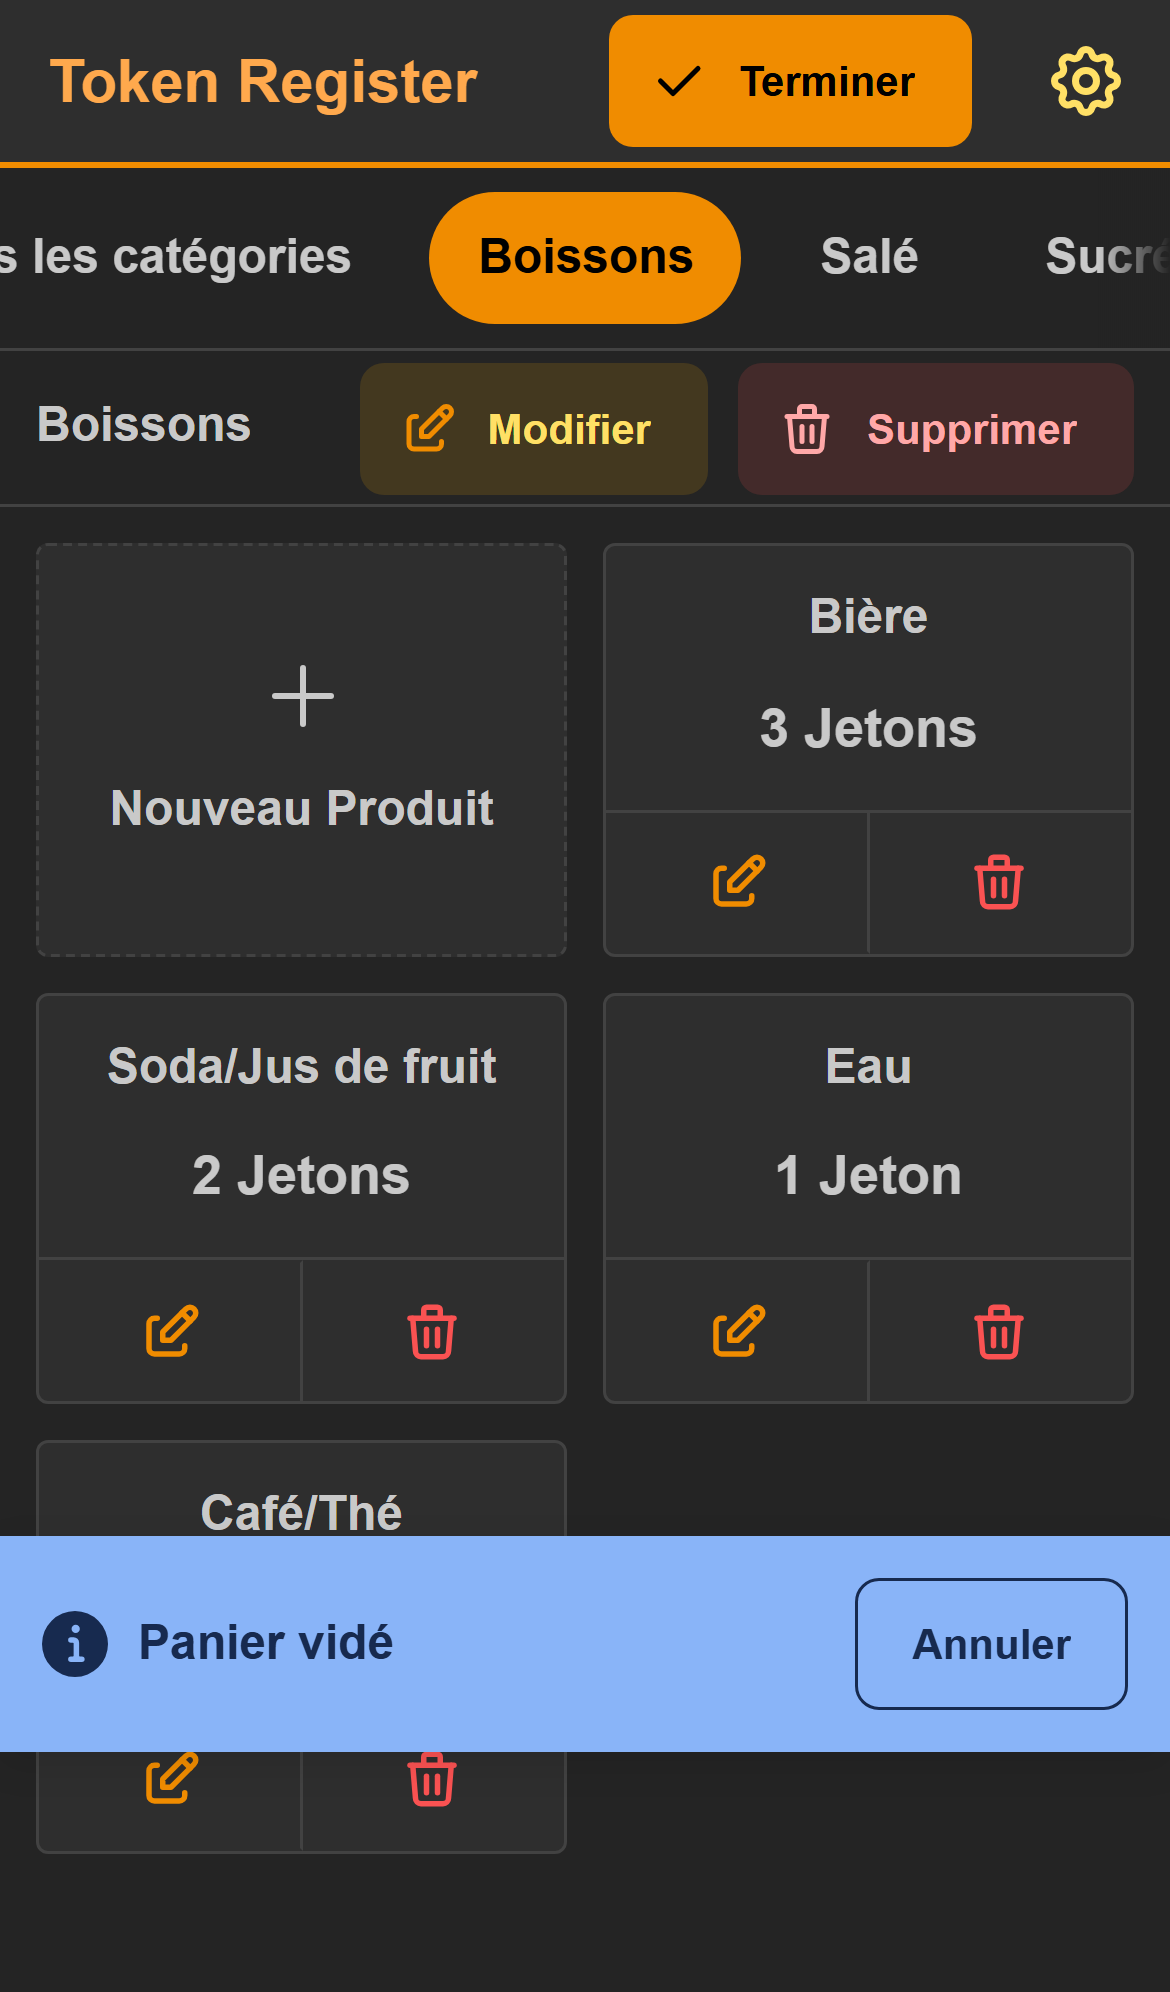 Token Register
Terminer
s les catégories
Boissons
Salé
Sucré
Boissons
Modifier
Supprimer
Nouveau Produit
Bière
3 Jetons
Soda/Jus de fruit
2 Jetons
Eau
1 Jeton
Café/Thé
Panier vidé
Annuler